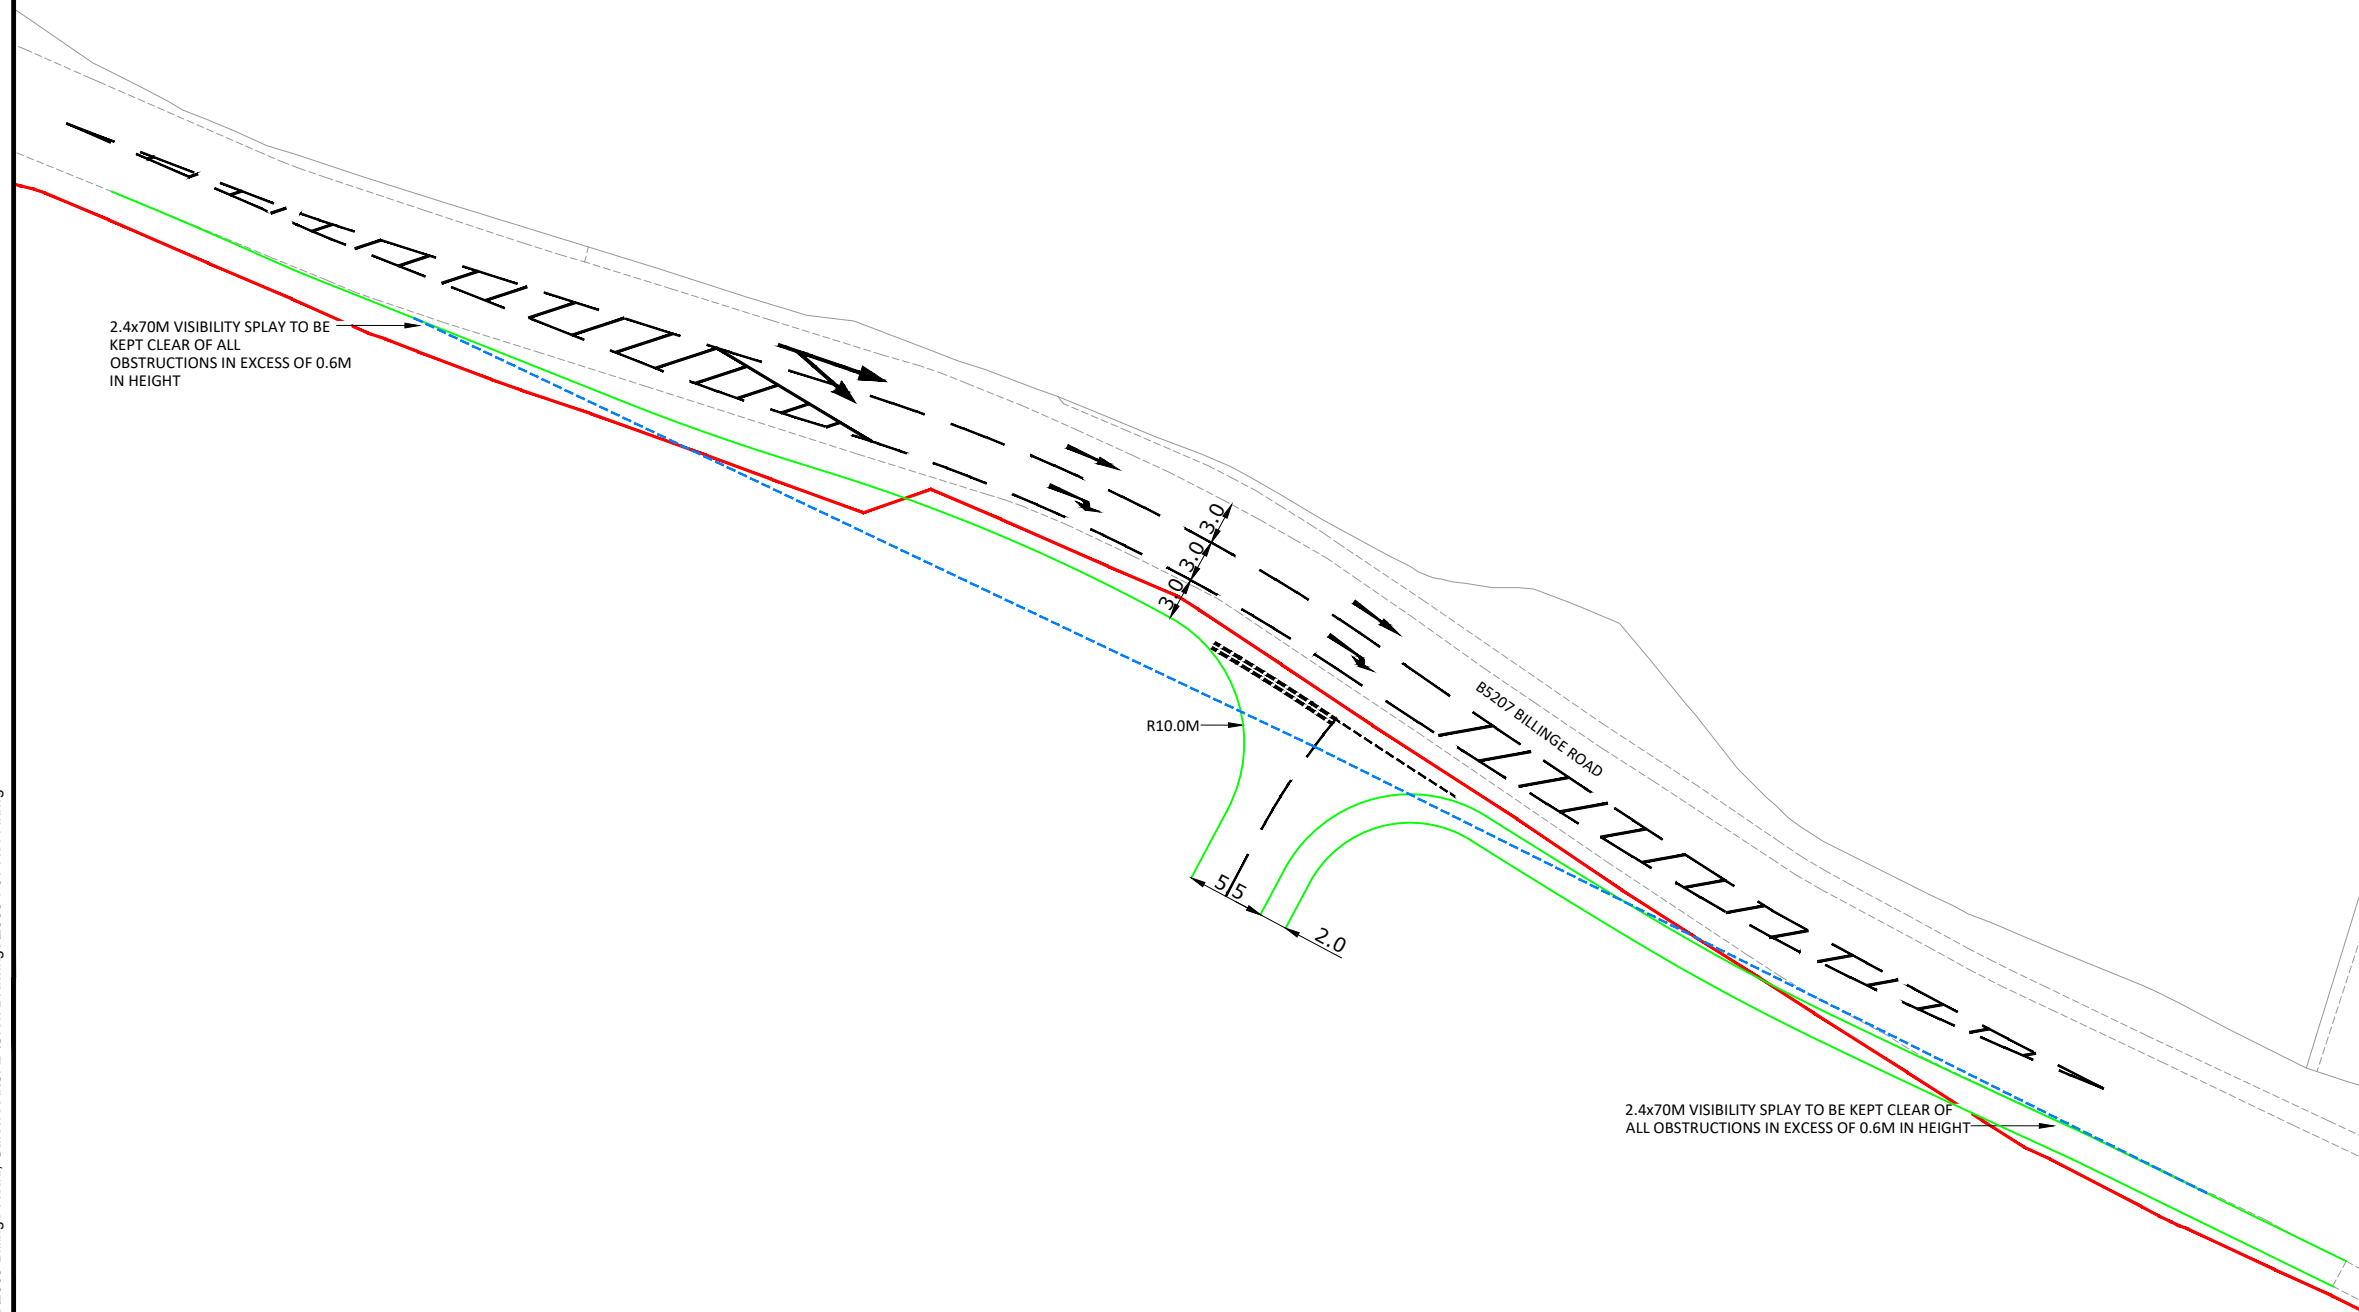 2.4x70M VISIBILITY SPLAY TO BE
KEPT CLEAR OF ALL
OBSTRUCTIONS IN EXCESS OF 0.6M
IN HEIGHT
3.0
3.0
3.0
B5207 BILLINGE ROAD
R10.0M
5.5
2.0
2.4x70M VISIBILITY SPLAY TO BE KEPT CLEAR OF
ALL OBSTRUCTIONS IN EXCESS OF 0.6M IN HEIGHT